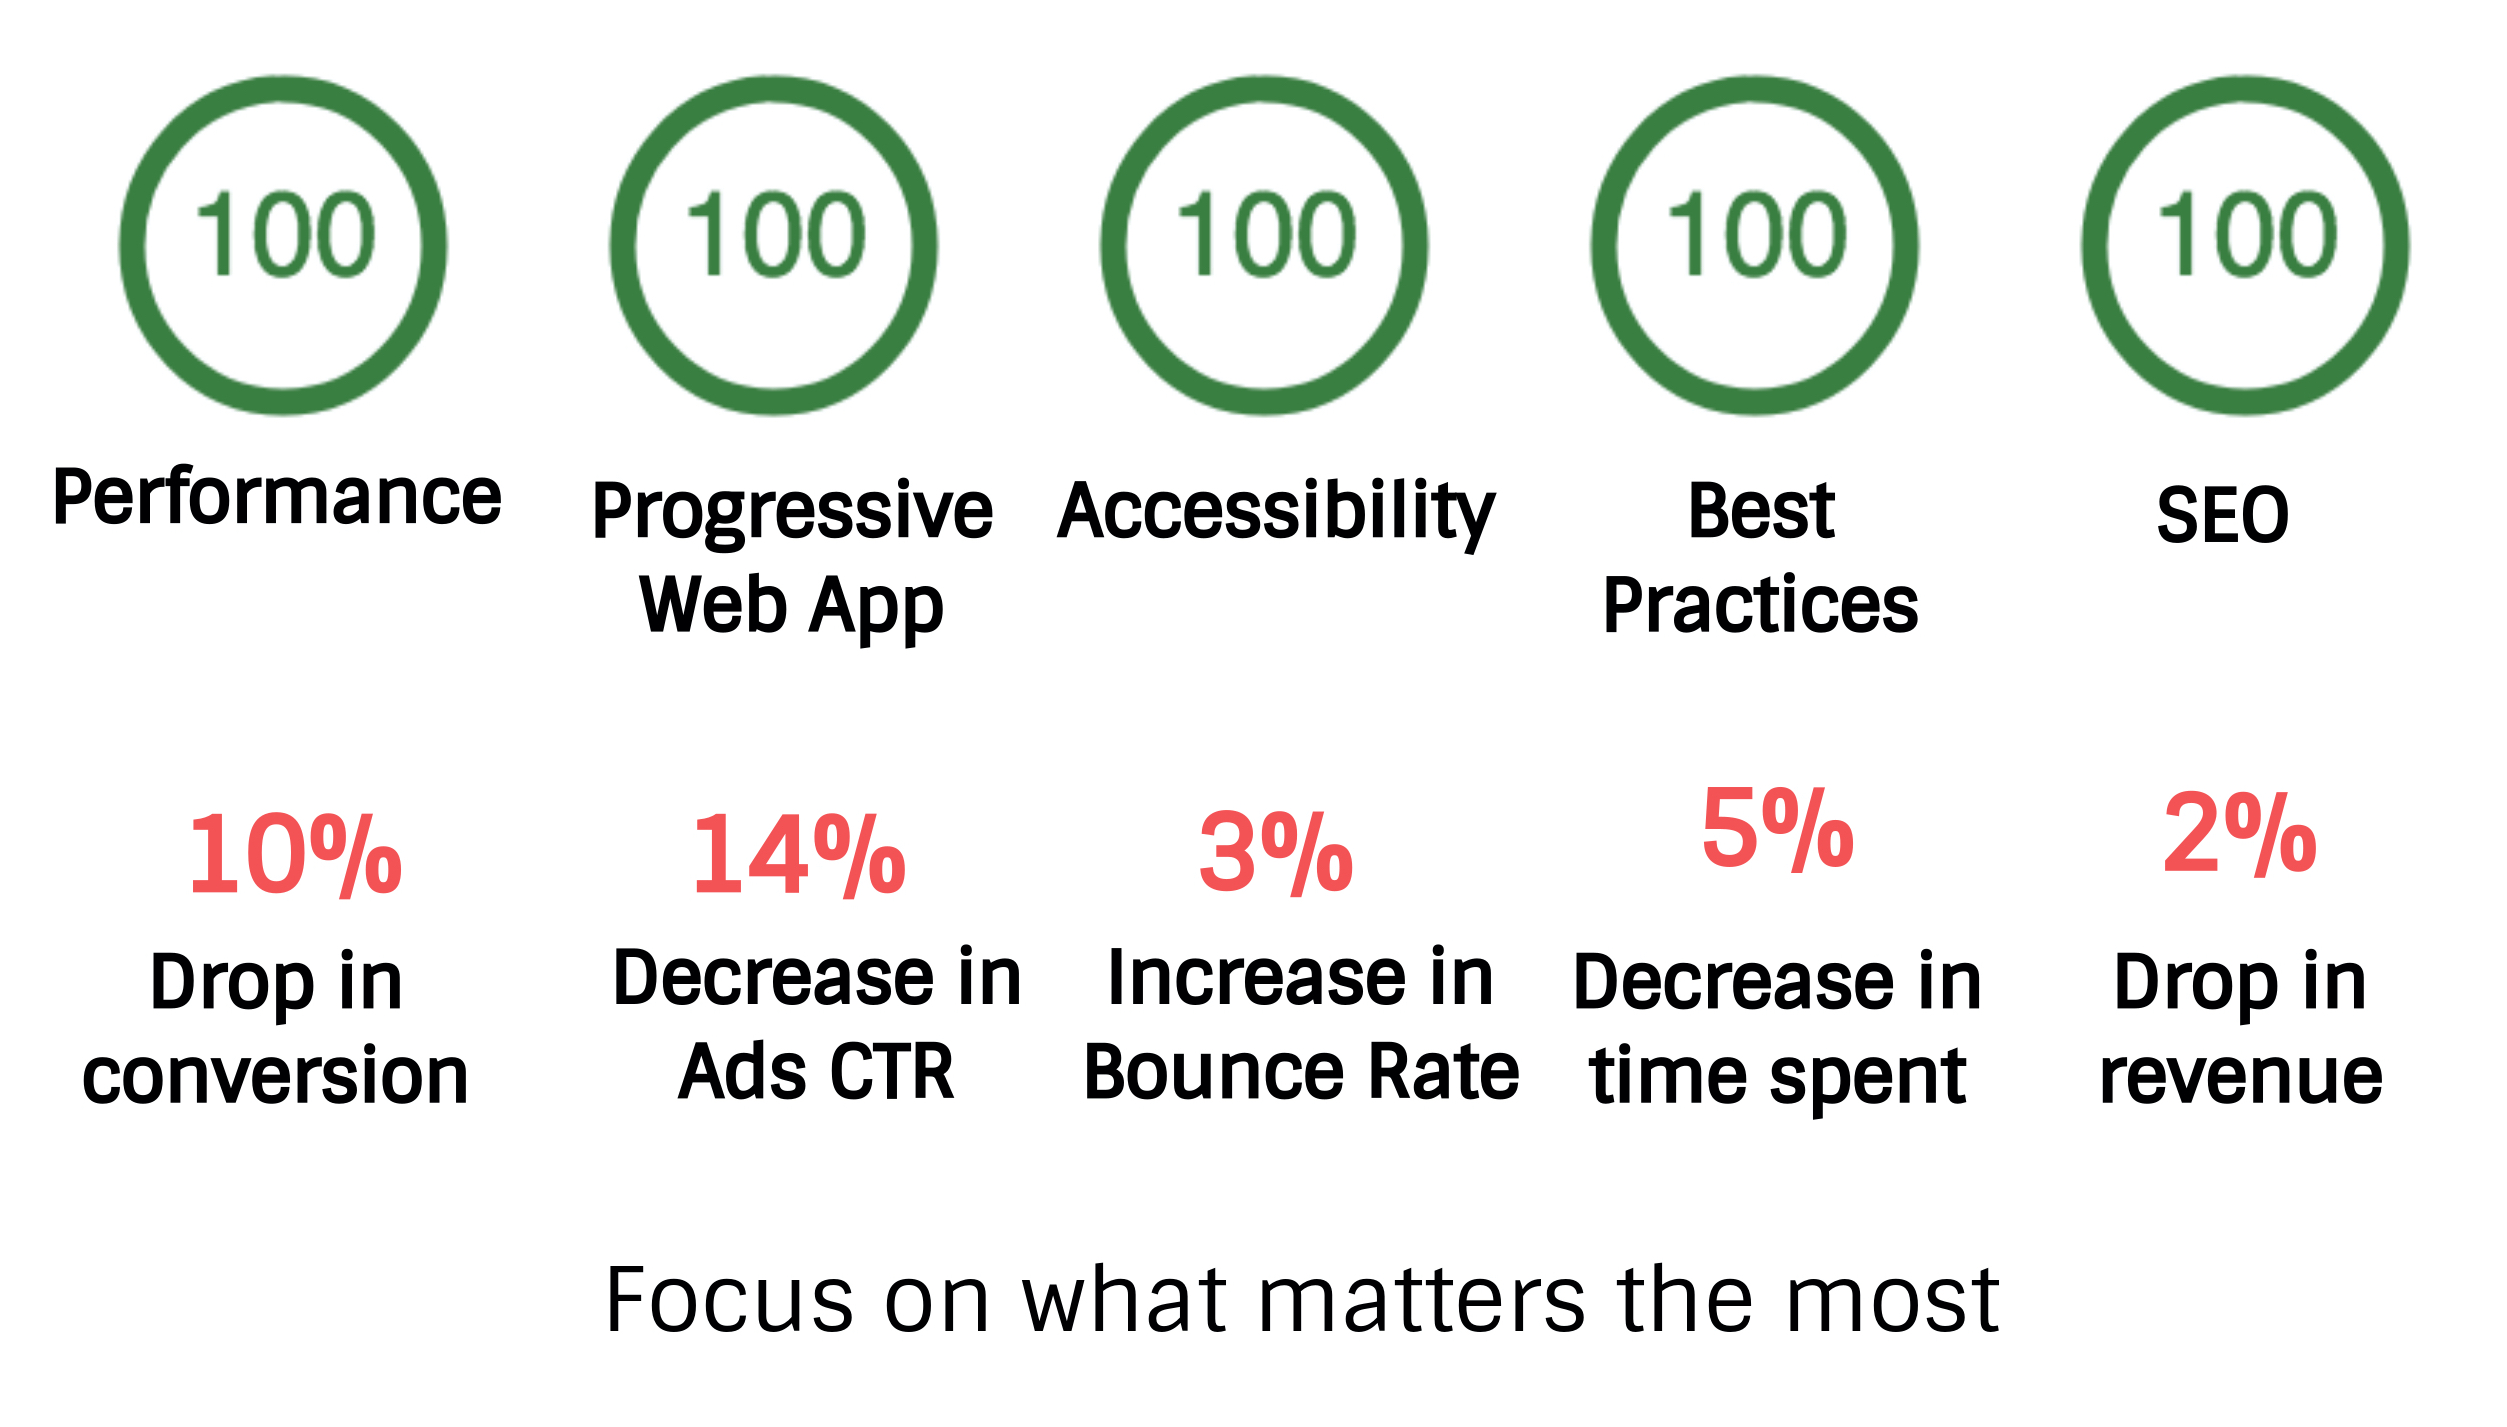 100 100 100 100 100
Performance
Progressive
Web App
Accessibility
Best
Practices
SEO
10%
Drop in
conversion
14%
Decrease in
Ads CTR
3%
Increase in
Bounce Rate
5%
Decrease in
time spent
2%
Drop in
revenue
Focus on what matters the most